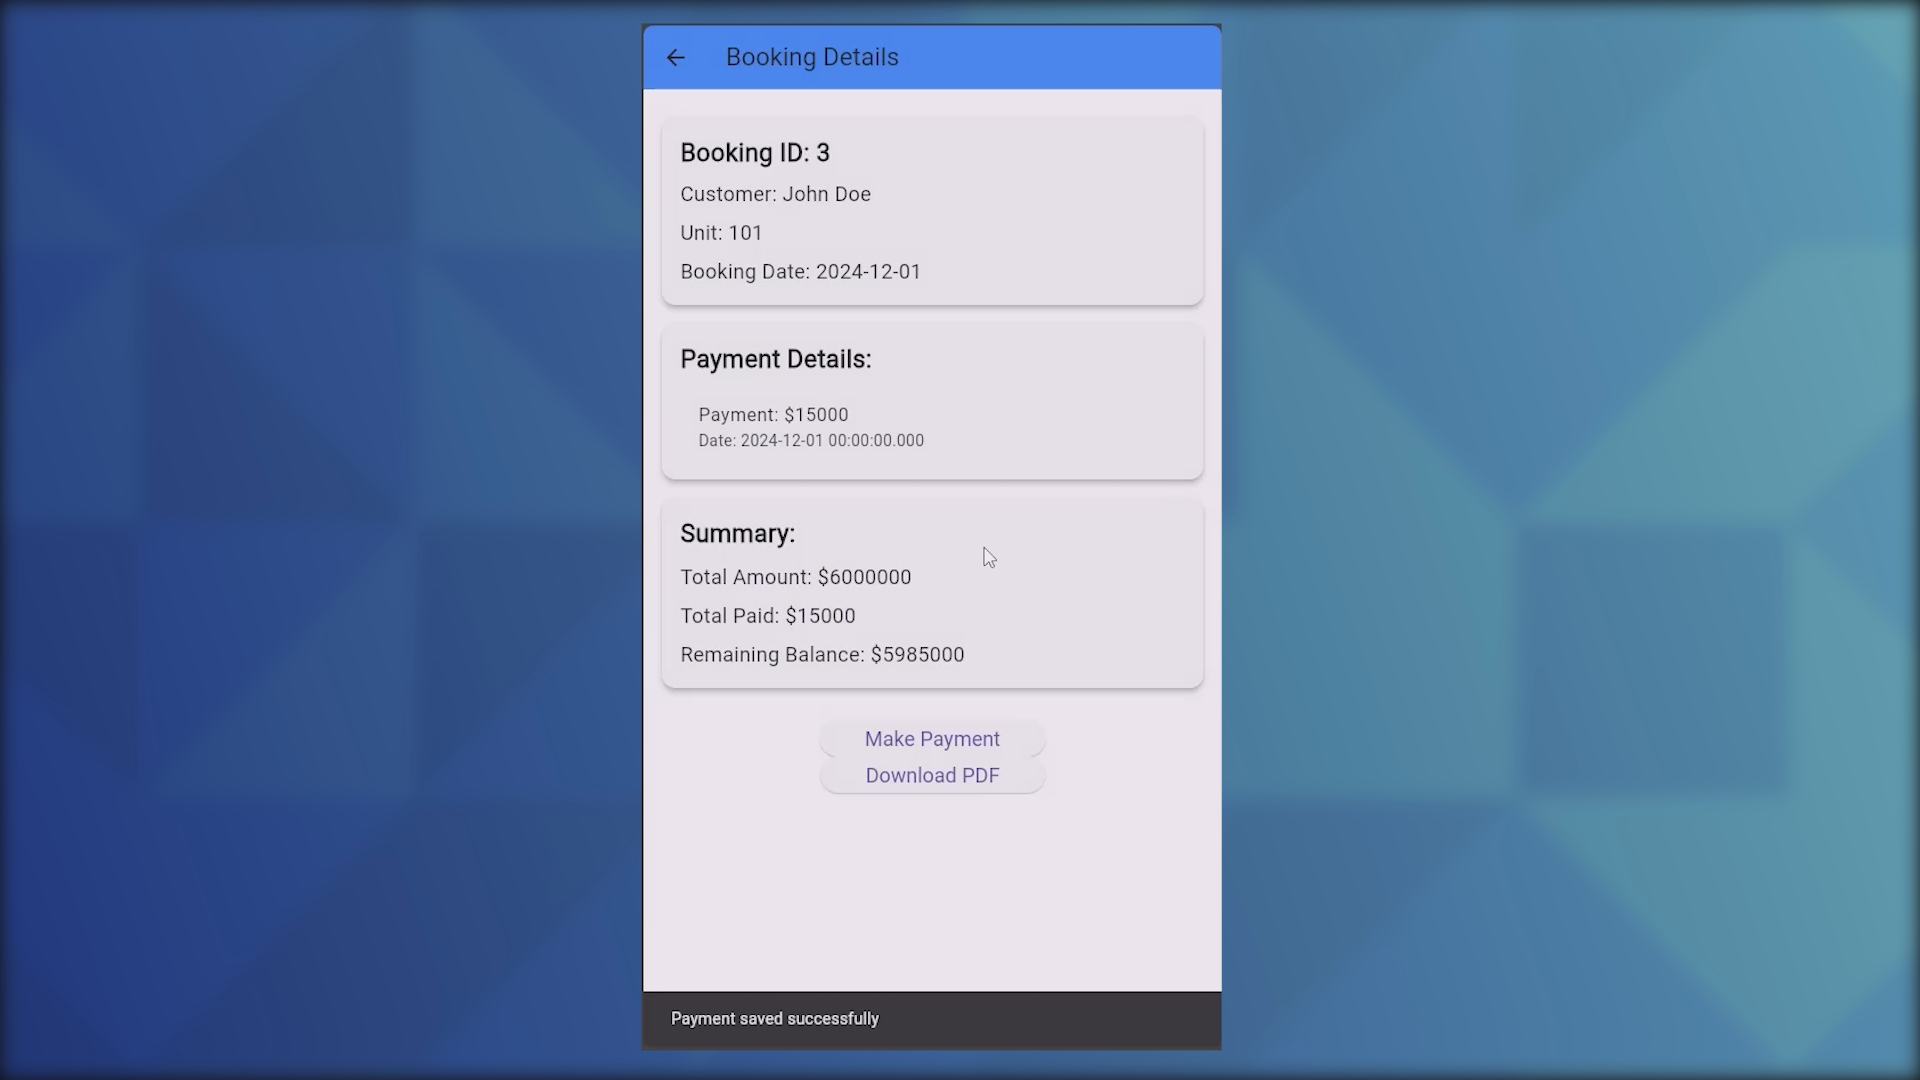 Booking Details
Booking ID: 3
Customer: John Doe
Unit: 101
Booking Date: 2024-12-01
Payment Details:
Payment: $15000
Date: 2024-12-01 00:00:00.000
Summary:
Total Amount: $6000000
Total Paid: $15000
Remaining Balance: $5985000
Make Payment
Download PDF
Payment saved successfully